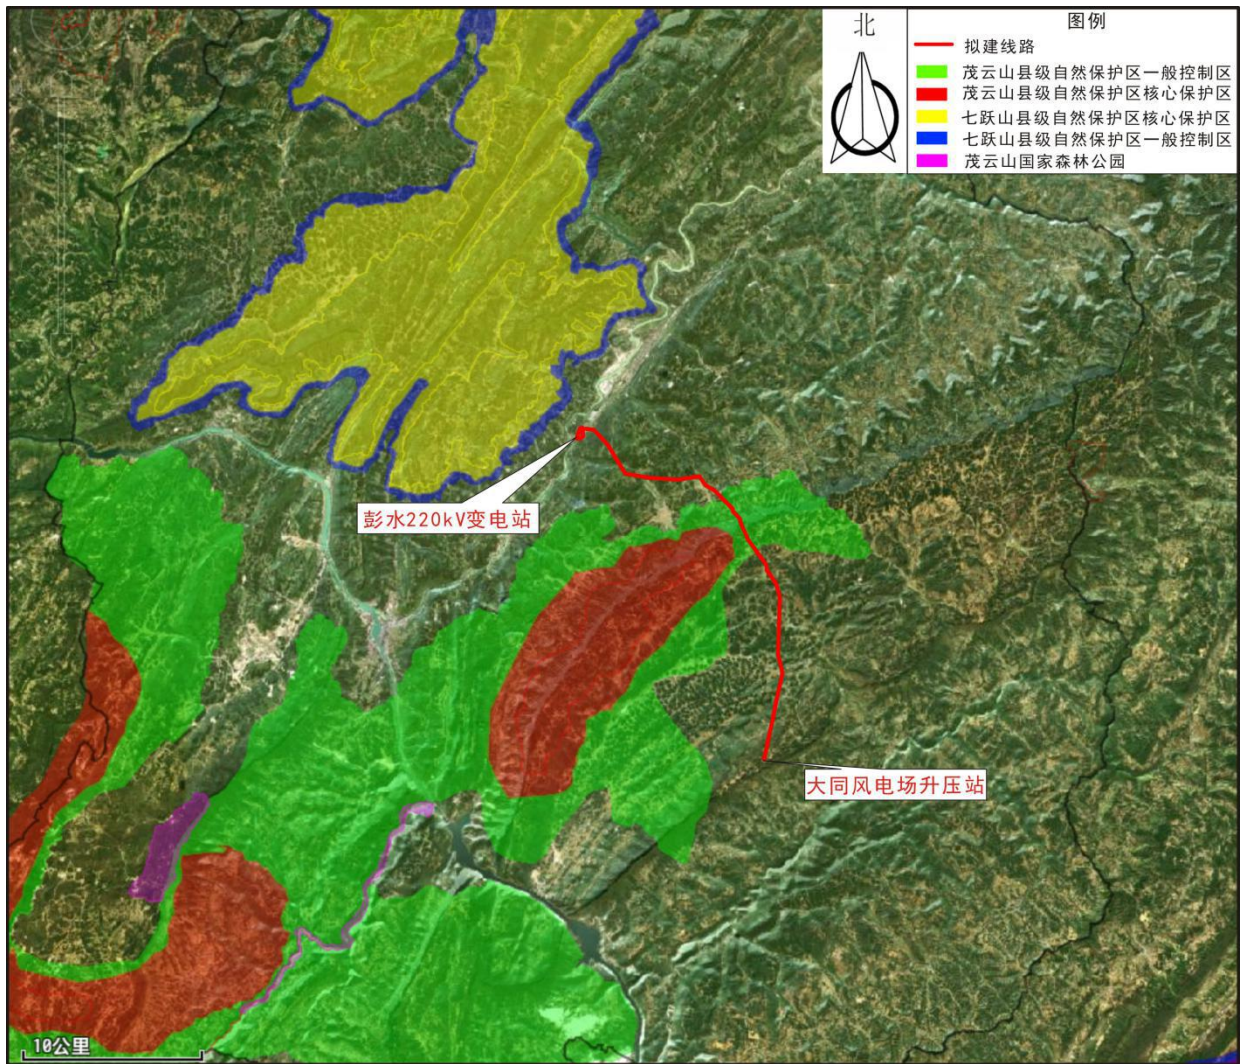 北
图例
拟建线路
茂云山县级自然保护区一般控制区
茂云山县级自然保护区核心保护区
七跃山县级自然保护区核心保护区
七跃山县级自然保护区一般控制区
茂云山国家森林公园
彭水220kV变电站
大同风电场升压站
10公里